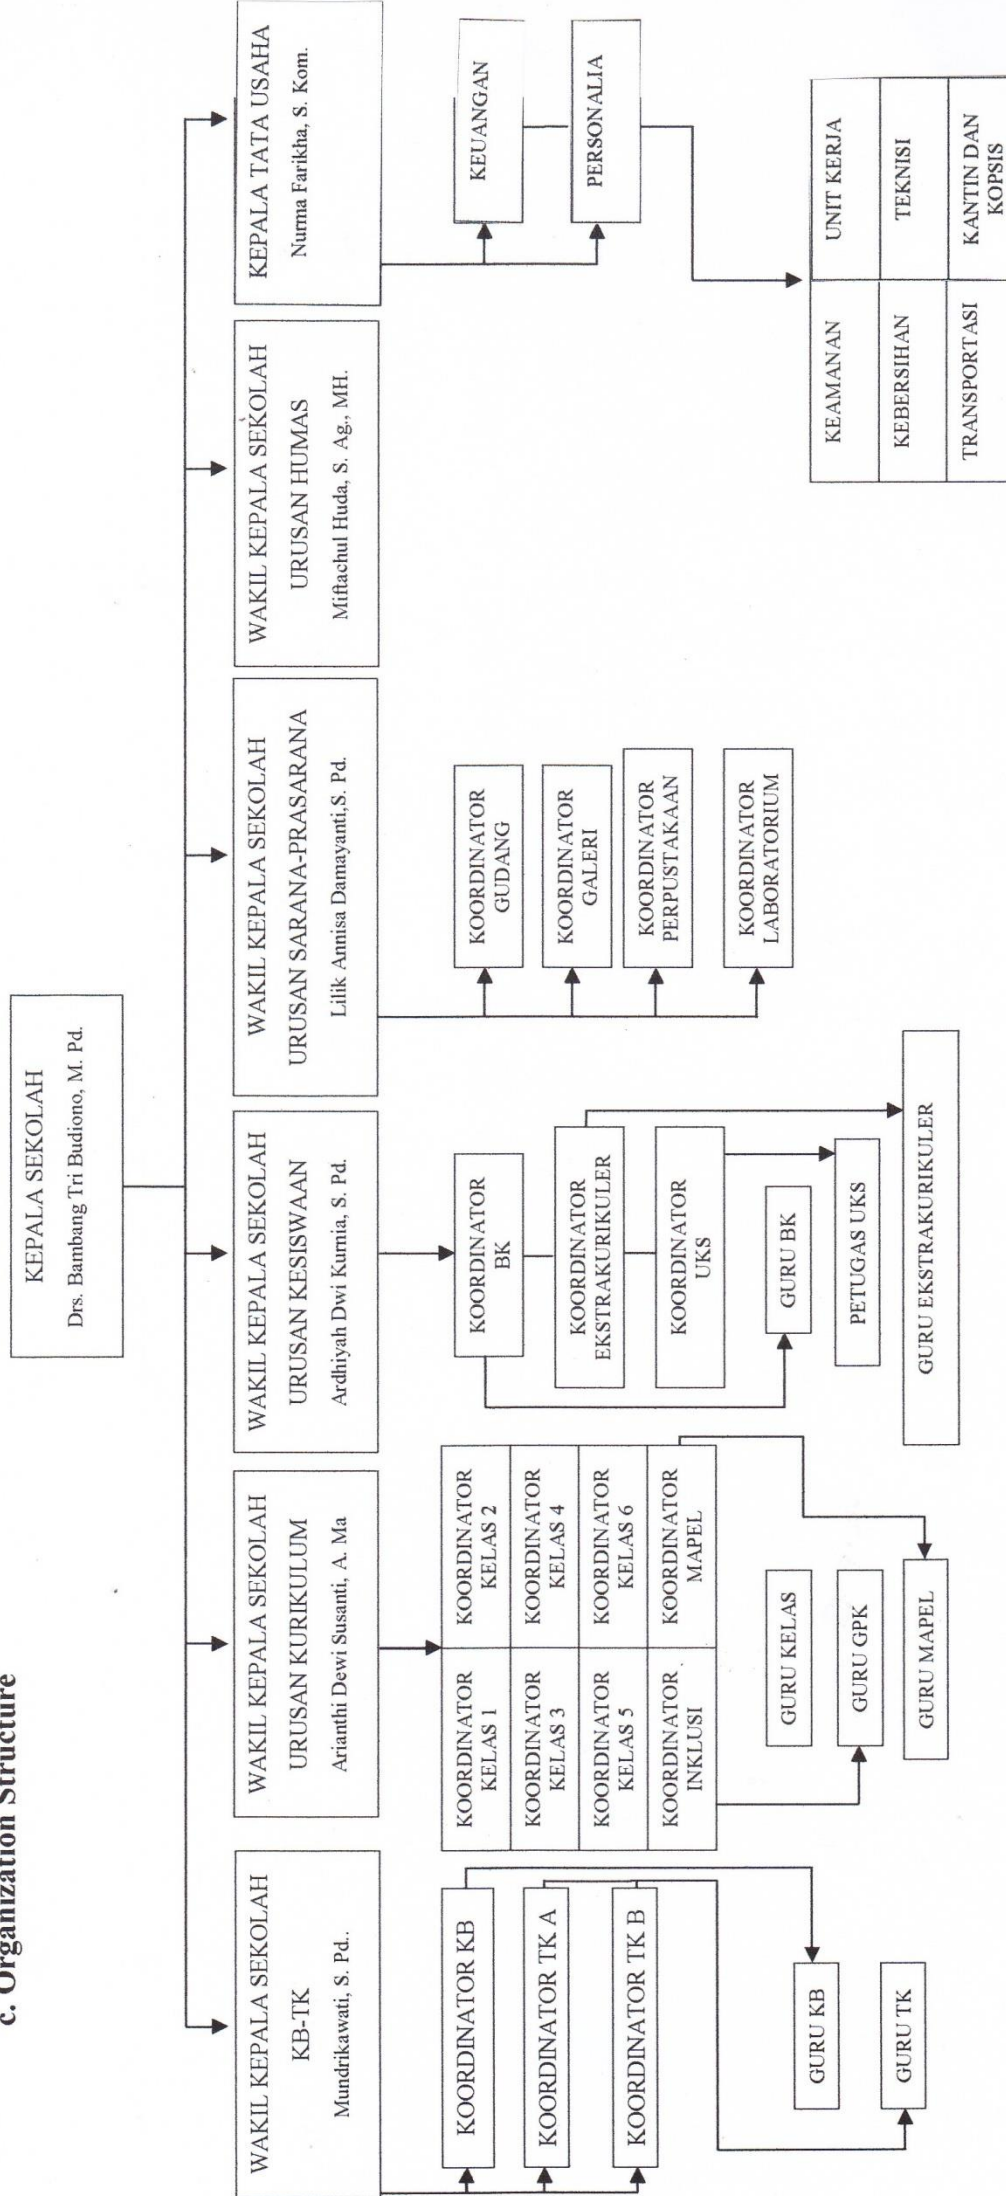 c. Organization Structure
KEPALA SEKOLAH
Drs. Bambang Tri Budiono, M. Pd.
WAKIL KEPALA SEKOLAH
KB-TK
Mundrikawati, S. Pd..
WAKIL KEPALA SEKOLAH
URUSAN KURIKULUM
Arianthi Dewi Susanti, A. Ma
WAKIL KEPALA SEKOLAH
URUSAN KESISWAAN
Ardhiyah Dwi Kurnia, S. Pd.
WAKIL KEPALA SEKOLAH
URUSAN SARANA-PRASARANA
Lilik Annisa Damayanti,S. Pd.
WAKIL KEPALA SEKOLAH
URUSAN HUMAS
Miftachul Huda, S. Ag., MH.
KEPALA TATA USAHA
Nurma Farikha, S. Kom.
KOORDINATOR KB
KOORDINATOR TK A
KOORDINATOR TK B
GURU KB
GURU TK
KOORDINATOR
KELAS 1
KOORDINATOR
KELAS 2
KOORDINATOR
KELAS 3
KOORDINATOR
KELAS 4
KOORDINATOR
KELAS 5
KOORDINATOR
KELAS 6
KOORDINATOR
INKLUSI
KOORDINATOR
MAPEL
GURU KELAS
GURU GPK
GURU MAPEL
KOORDINATOR
BK
KOORDINATOR
EKSTRAKURIKULER
KOORDINATOR
UKS
GURU BK
PETUGAS UKS
GURU EKSTRAKURIKULER
KOORDINATOR
GUDANG
KOORDINATOR
GALERI
KOORDINATOR
PERPUSTAKAAN
KOORDINATOR
LABORATORIUM
KEUANGAN
PERSONALIA
KEAMANAN
UNIT KERJA
KEBERSIHAN
TEKNISI
TRANSPORTASI
KANTIN DAN
KOPSIS